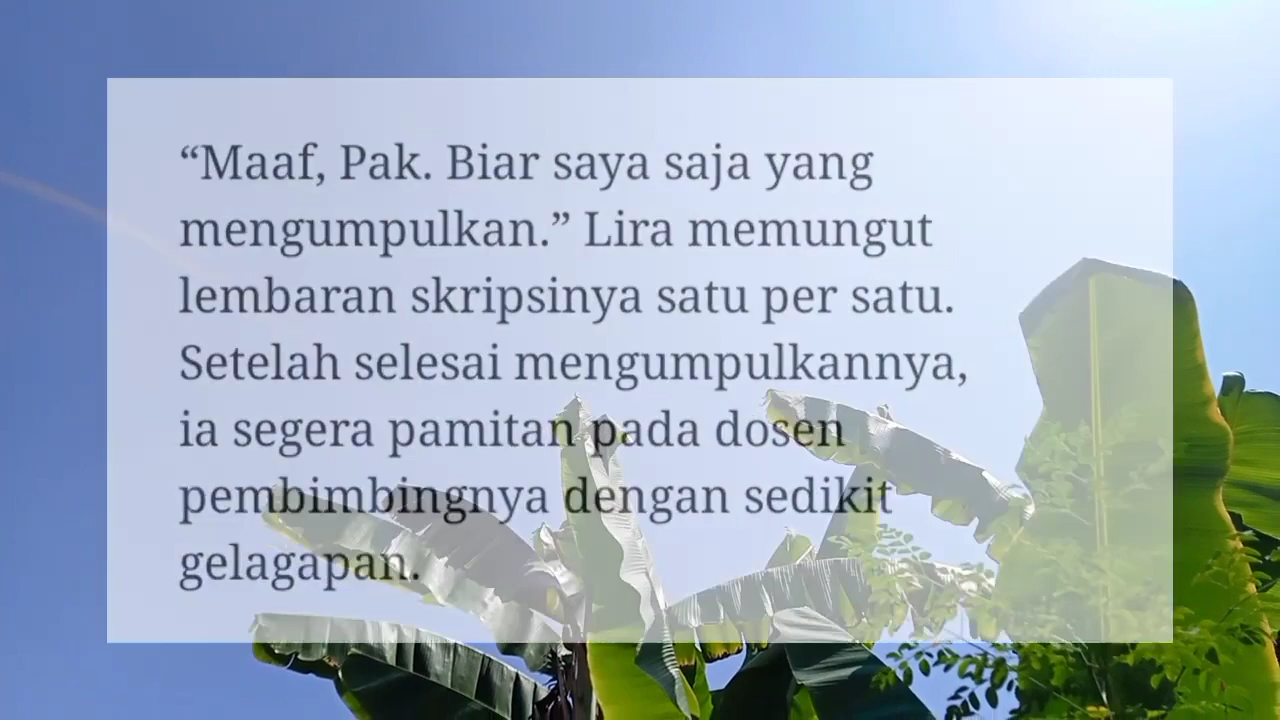 “Maaf, Pak. Biar saya saja yang
mengumpulkan.” Lira memungut
lembaran skripsinya satu per satu.
Setelah selesai mengumpulkannya,
ia segera pamitan pada dosen
pembimbingnya dengan sedikit
gelagapan.